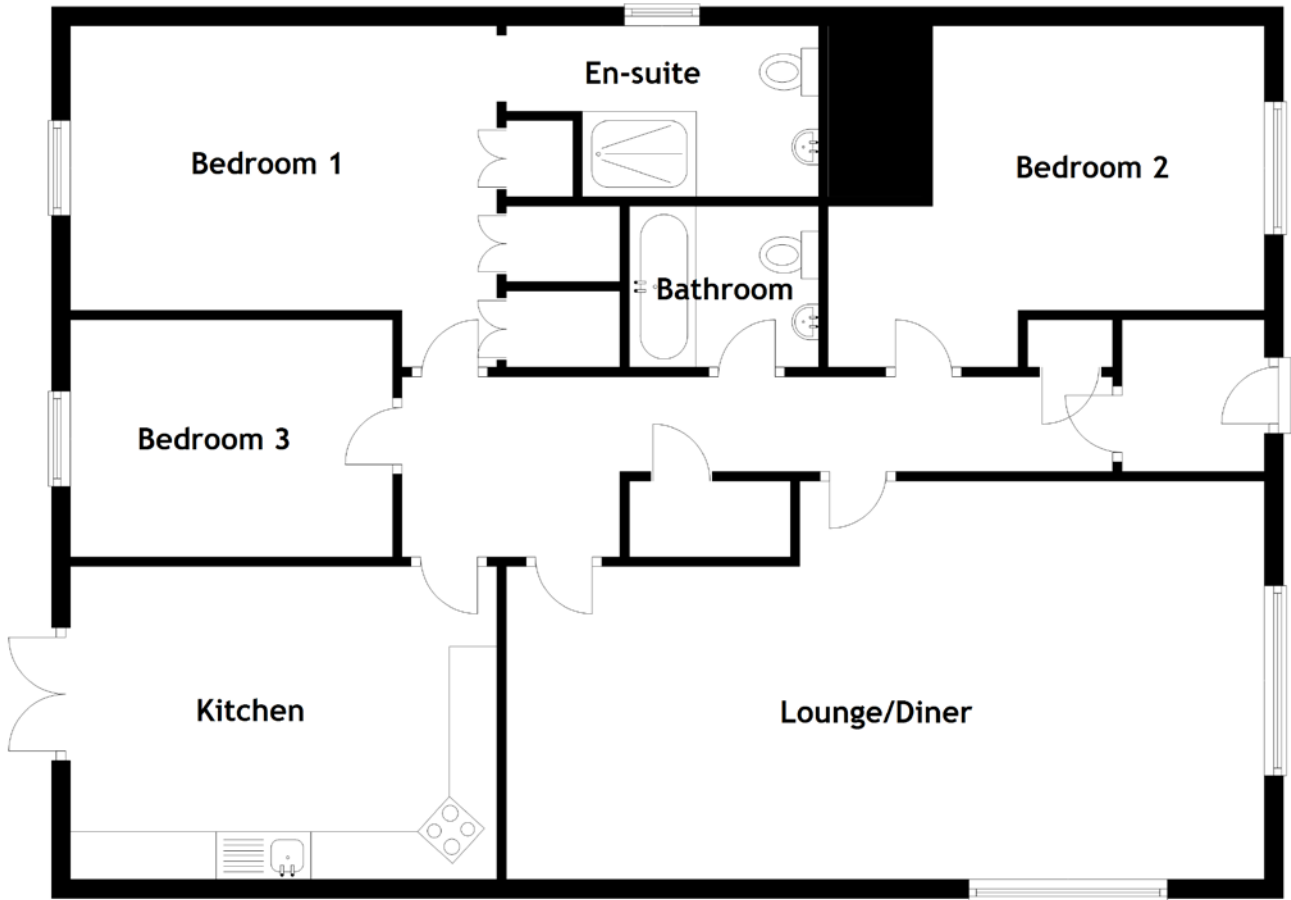 En-suite
Bedroom 1
Bedroom 2
Bathroom
Bedroom 3
Kitchen
Lounge/Diner